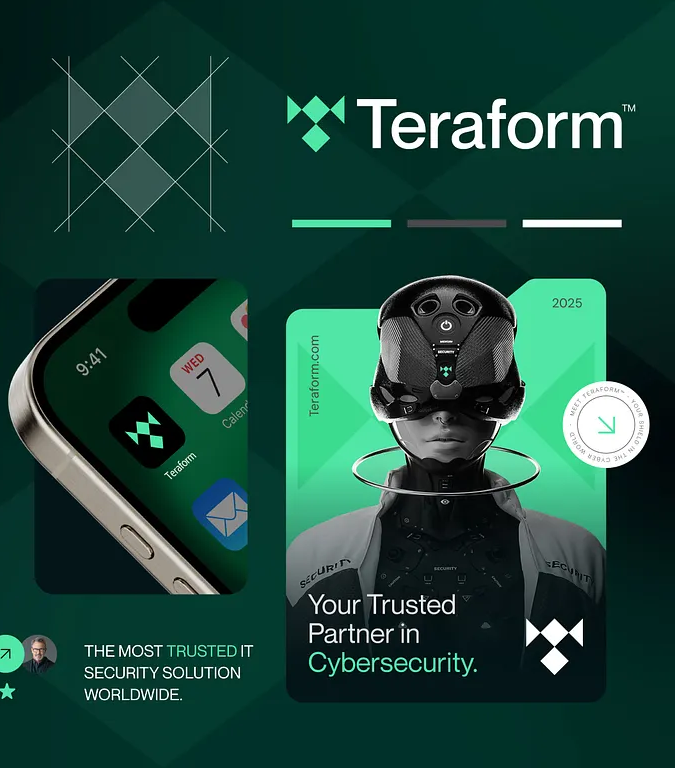 Teraform™
9:41
WED
7
Calend
Teraform
Teraform.com
2025
SECURITY
MEET TERAFORM™ · YOUR SHIELD IN THE CYBER WORLD ·
SECURITY
SECURITY
SECURITY
Your Trusted
Partner in
Cybersecurity.
THE MOST TRUSTED IT
SECURITY SOLUTION
WORLDWIDE.